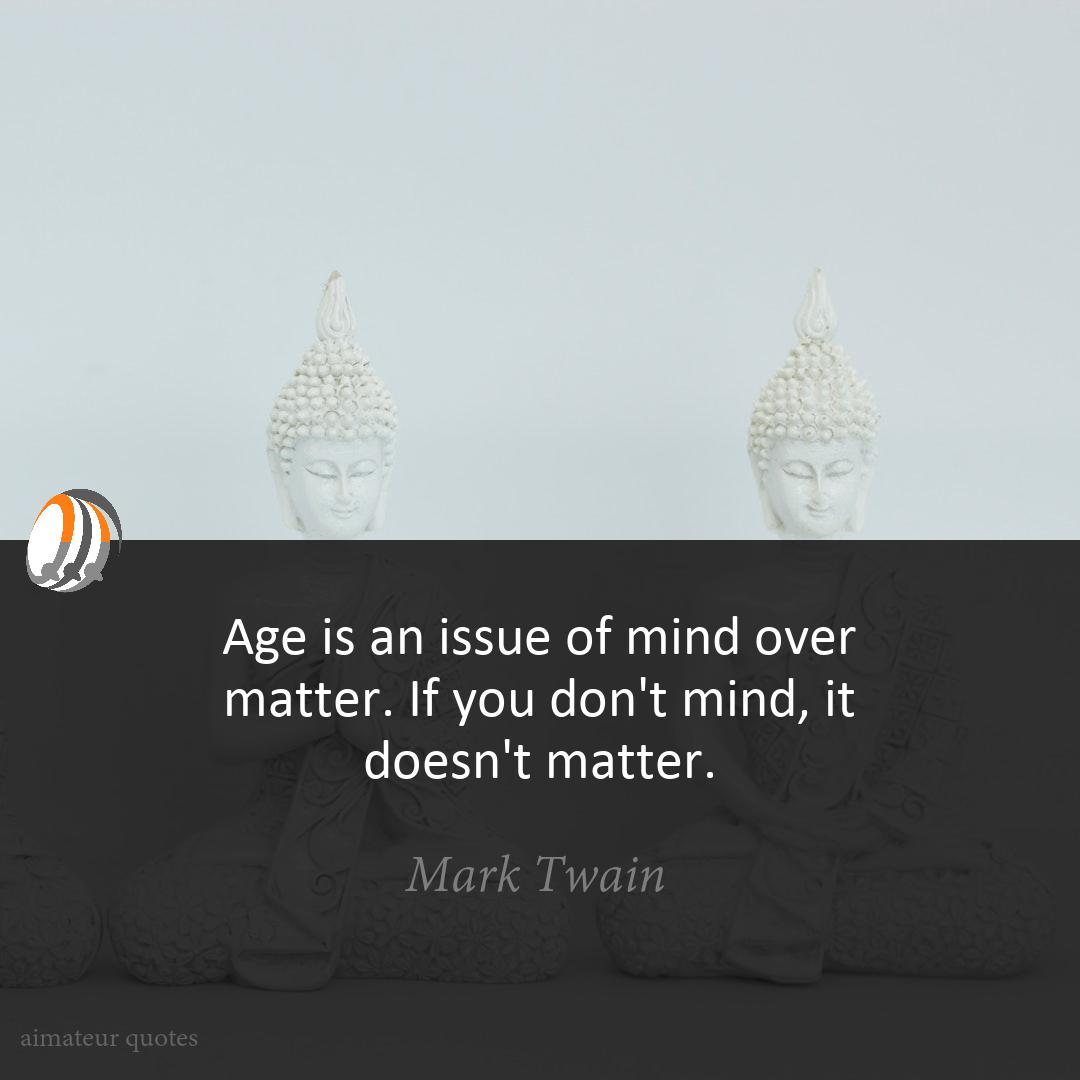 Age is an issue of mind over
matter. If you don't mind, it
doesn't matter.
Mark Twain
aimateur quotes